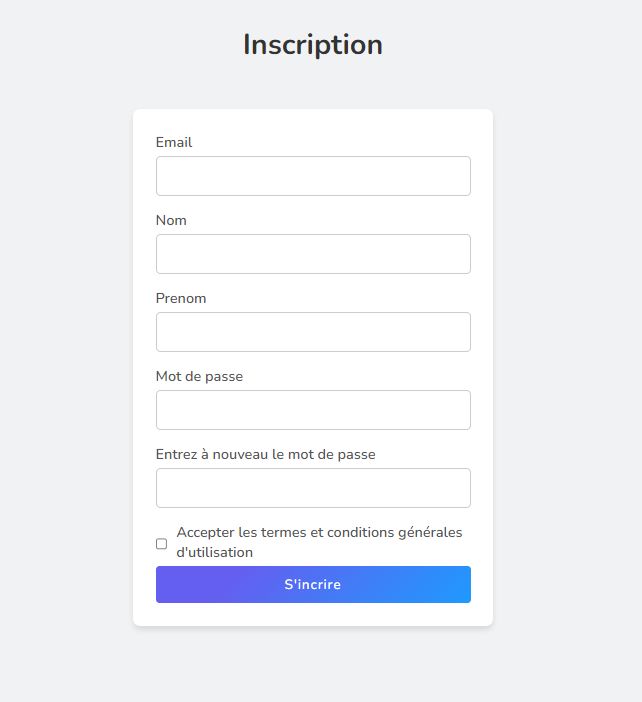 Inscription
Email
Nom
Prenom
Mot de passe
Entrez à nouveau le mot de passe
Accepter les termes et conditions générales
d'utilisation
S'incrire